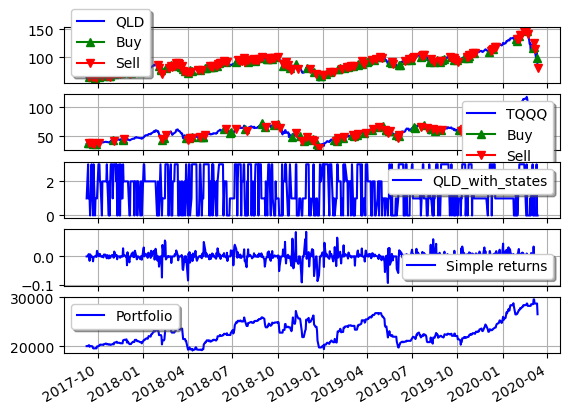 150
100
QLD
Buy
Sell
100
50
TQQQ
Buy
Sell
2
0
QLD_with_states
0.0
−0.1
Simple returns
30000
20000
Portfolio
2017-10
2018-01
2018-04
2018-07
2018-10
2019-01
2019-04
2019-07
2019-10
2020-01
2020-04